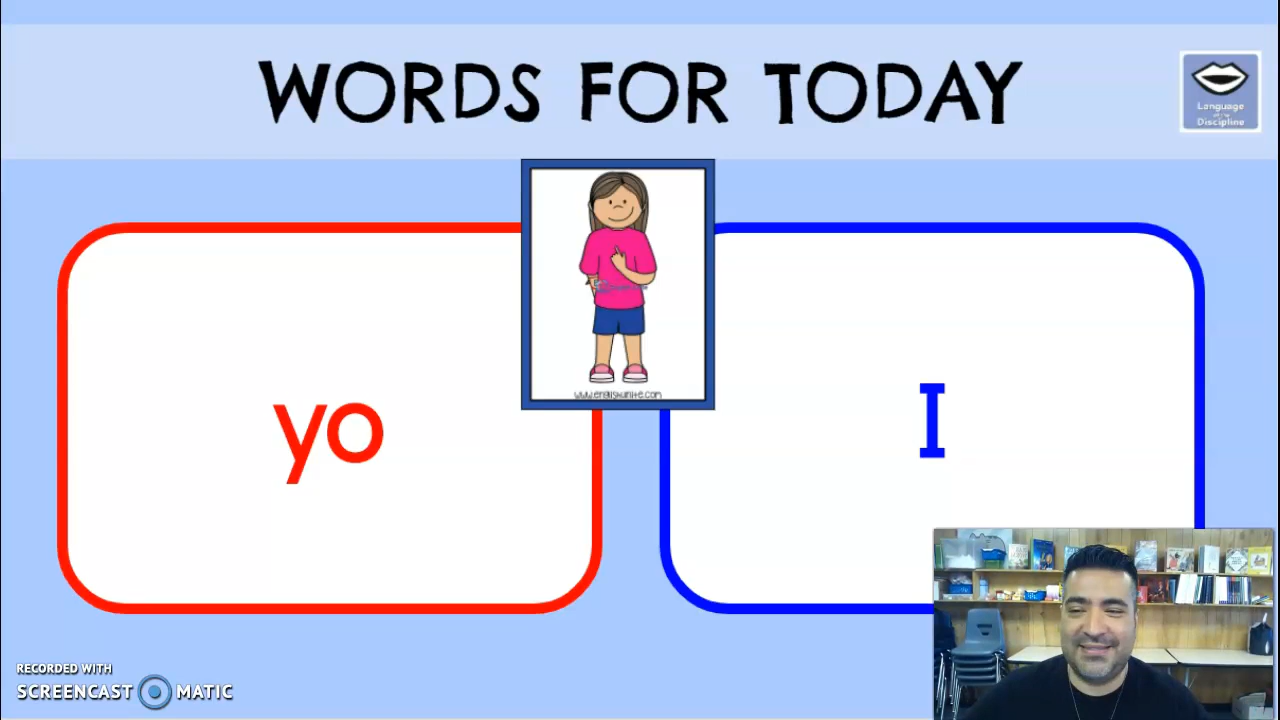 WORDS FOR TODAY
Language
Discipline
yo
I
RECORDED WITH
SCREENCAST MATIC